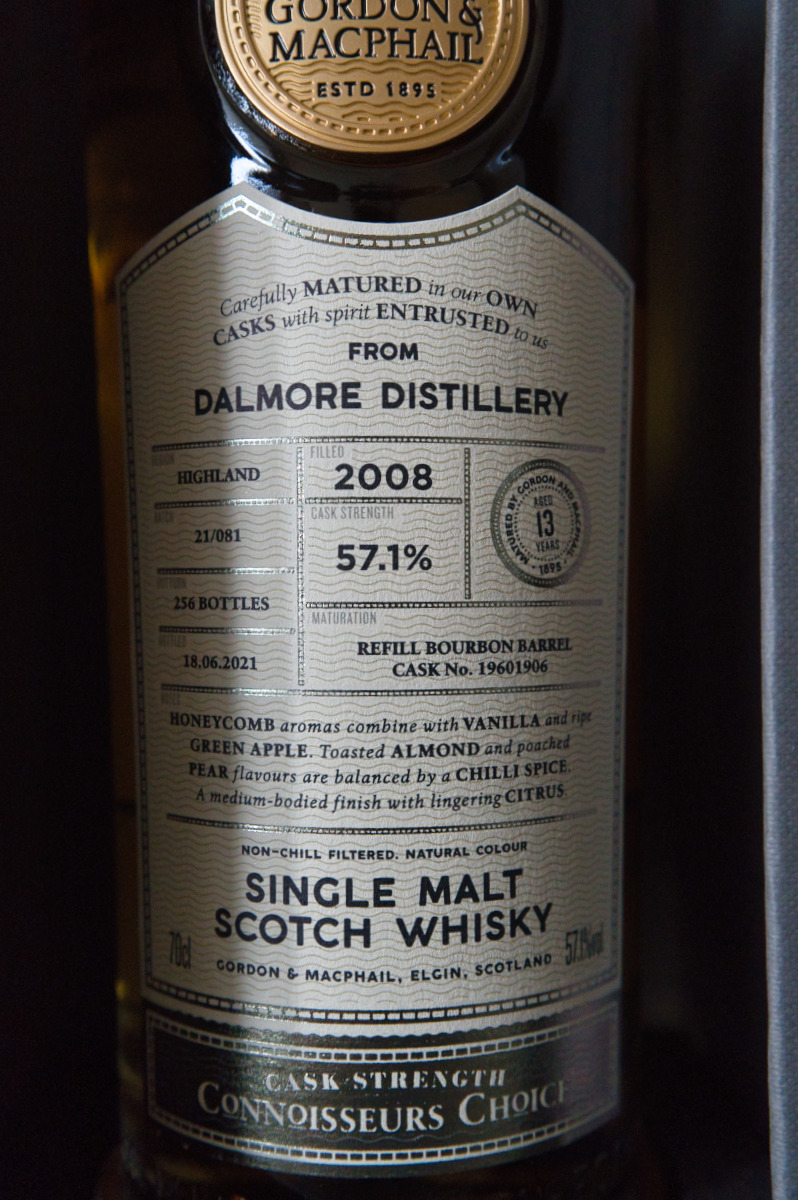 GORDON &
MACPHAIL
ESTD 1895
Carefully MATURED in our OWN
CASKS with spirit ENTRUSTED to us
FROM
DALMORE DISTILLERY
REGION
HIGHLAND
BATCH
21/081
FILLED
2008
CASK STRENGTH
57.1%
MATURED BY GORDON AND MACPHAIL
AGED
13
YEARS
· 1895 ·
256 BOTTLES
BOTTLED
18.06.2021
MATURATION
REFILL BOURBON BARREL
CASK No. 19601906
NOTES
HONEYCOMB aromas combine with VANILLA and ripe
GREEN APPLE. Toasted ALMOND and poached
PEAR flavours are balanced by a CHILLI SPICE.
A medium-bodied finish with lingering CITRUS.
NON-CHILL FILTERED. NATURAL COLOUR
SINGLE MALT
SCOTCH WHISKY
70cl
GORDON & MACPHAIL, ELGIN, SCOTLAND
57.1%vol
CASK STRENGTH
CONNOISSEURS CHOICE